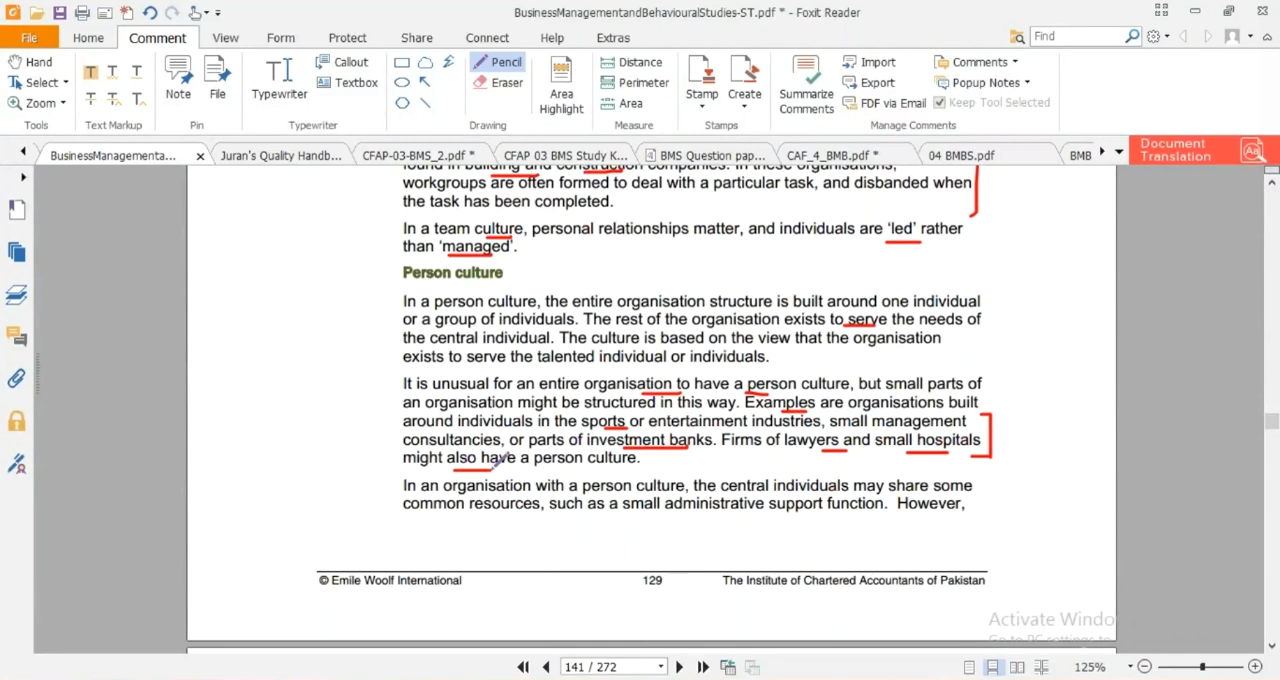 BusinessManagementandBehaviouralStudies-ST.pdf * - Foxit Reader
File Home Comment View Form Protect Share Connect Help Extras Find
Hand
Select
Zoom
Tools
Text Markup
Note
File
Pin
Typewriter
Callout
Textbox
Typewriter
Pencil
Eraser
Drawing
Area
Highlight
Distance
Perimeter
Area
Measure
Stamp
Create
Stamps
Summarize
Comments
Import
Export
FDF via Email
Comments
Popup Notes
Keep Tool Selected
Manage Comments
BusinessManagementa... Juran's Quality Handb... CFAP-03-BMS_2.pdf * CFAP 03 BMS Study K... BMS Question pap... CAF_4_BMB.pdf * 04 BMBS.pdf BMB
Document
Translation
found in building and construction companies. In these organisations,
workgroups are often formed to deal with a particular task, and disbanded when
the task has been completed.
In a team culture, personal relationships matter, and individuals are ‘led’ rather
than ‘managed’.
Person culture
In a person culture, the entire organisation structure is built around one individual
or a group of individuals. The rest of the organisation exists to serve the needs of
the central individual. The culture is based on the view that the organisation
exists to serve the talented individual or individuals.
It is unusual for an entire organisation to have a person culture, but small parts of
an organisation might be structured in this way. Examples are organisations built
around individuals in the sports or entertainment industries, small management
consultancies, or parts of investment banks. Firms of lawyers and small hospitals
might also have a person culture.
In an organisation with a person culture, the central individuals may share some
common resources, such as a small administrative support function. However,
© Emile Woolf International 129 The Institute of Chartered Accountants of Pakistan
Activate Windo
141 / 272
125%